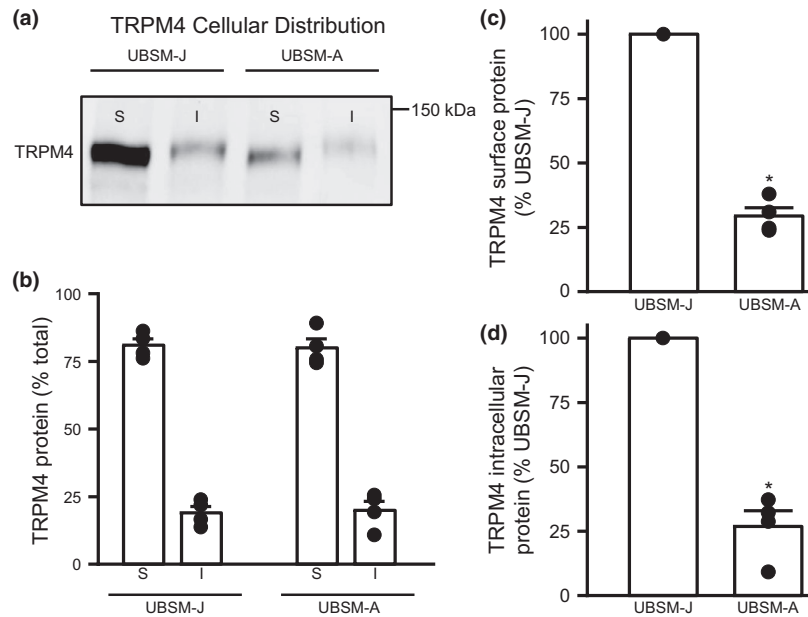 (a)
TRPM4 Cellular Distribution
UBSM-J UBSM-A
S I S I
150 kDa
TRPM4
(b)
TRPM4 protein (% total)
100
75
50
25
0
S I S I
UBSM-J UBSM-A
(c)
TRPM4 surface protein
(% UBSM-J)
100
75
50
25
0
*
UBSM-J UBSM-A
(d)
TRPM4 intracellular
protein (% UBSM-J)
100
75
50
25
0
*
UBSM-J UBSM-A